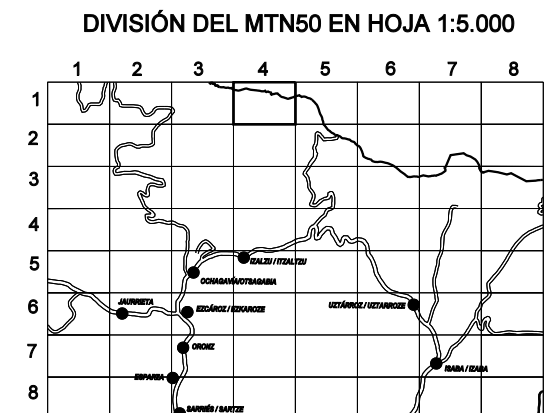 DIVISIÓN DEL MTN50 EN HOJA 1:5.000
1 2 3 4 5 6 7 8
1
2
3
4
5
IZALZU / ITZALTZU
OCHAGAVÍA/OTSAGABIA
6
JAURRIETA
EZCÁROZ / EZKAROZE
UZTÁRROZ / UZTARROZE
7
ORONZ
ISABA / IZABA
ESPARZA
8
SARRIÉS / SARTZE